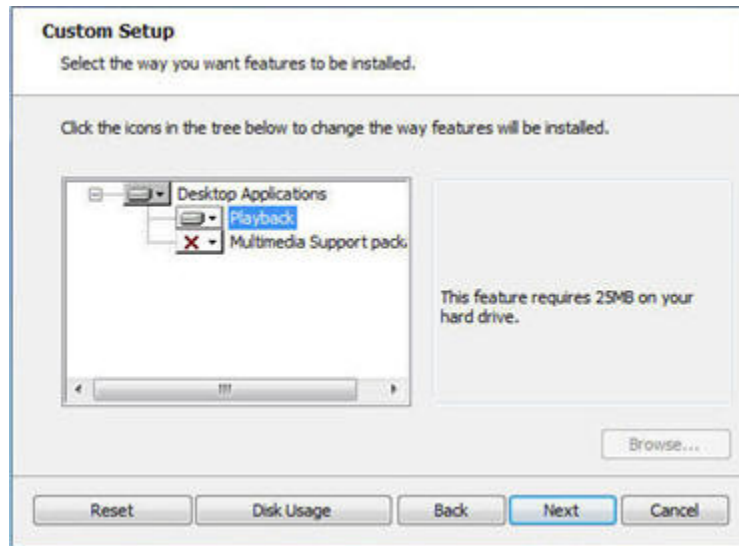 Custom Setup
Select the way you want features to be installed.
Click the icons in the tree below to change the way features will be installed.
Desktop Applications
Playback
Multimedia Support packa
This feature requires 25MB on your
hard drive.
Browse...
Reset Disk Usage Back Next Cancel